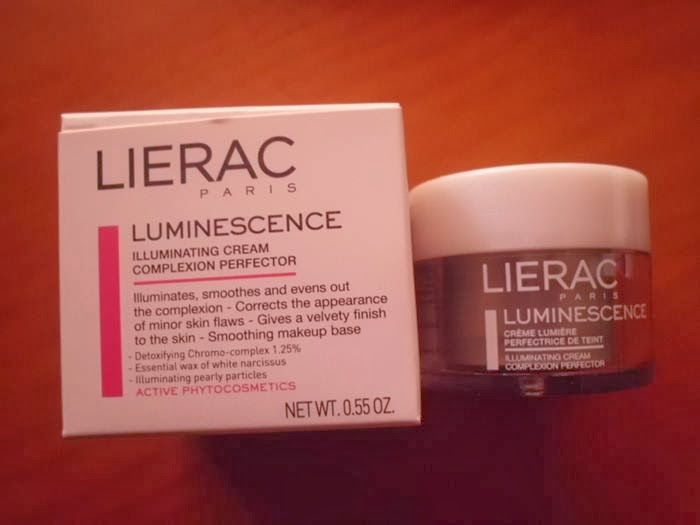 LIERAC
PARIS
LUMINESCENCE
ILLUMINATING CREAM
COMPLEXION PERFECTOR
Illuminates, smoothes and evens out
the complexion - Corrects the appearance
of minor skin flaws - Gives a velvety finish
to the skin - Smoothing makeup base
- Detoxifying Chromo-complex 1.25%
- Essential wax of white narcissus
- Illuminating pearly particles
ACTIVE PHYTOCOSMETICS
NET WT. 0.55 OZ.
LIERAC
PARIS
LUMINESCENCE
CRÈME LUMIÈRE
PERFECTRICE DE TEINT
ILLUMINATING CREAM
COMPLEXION PERFECTOR